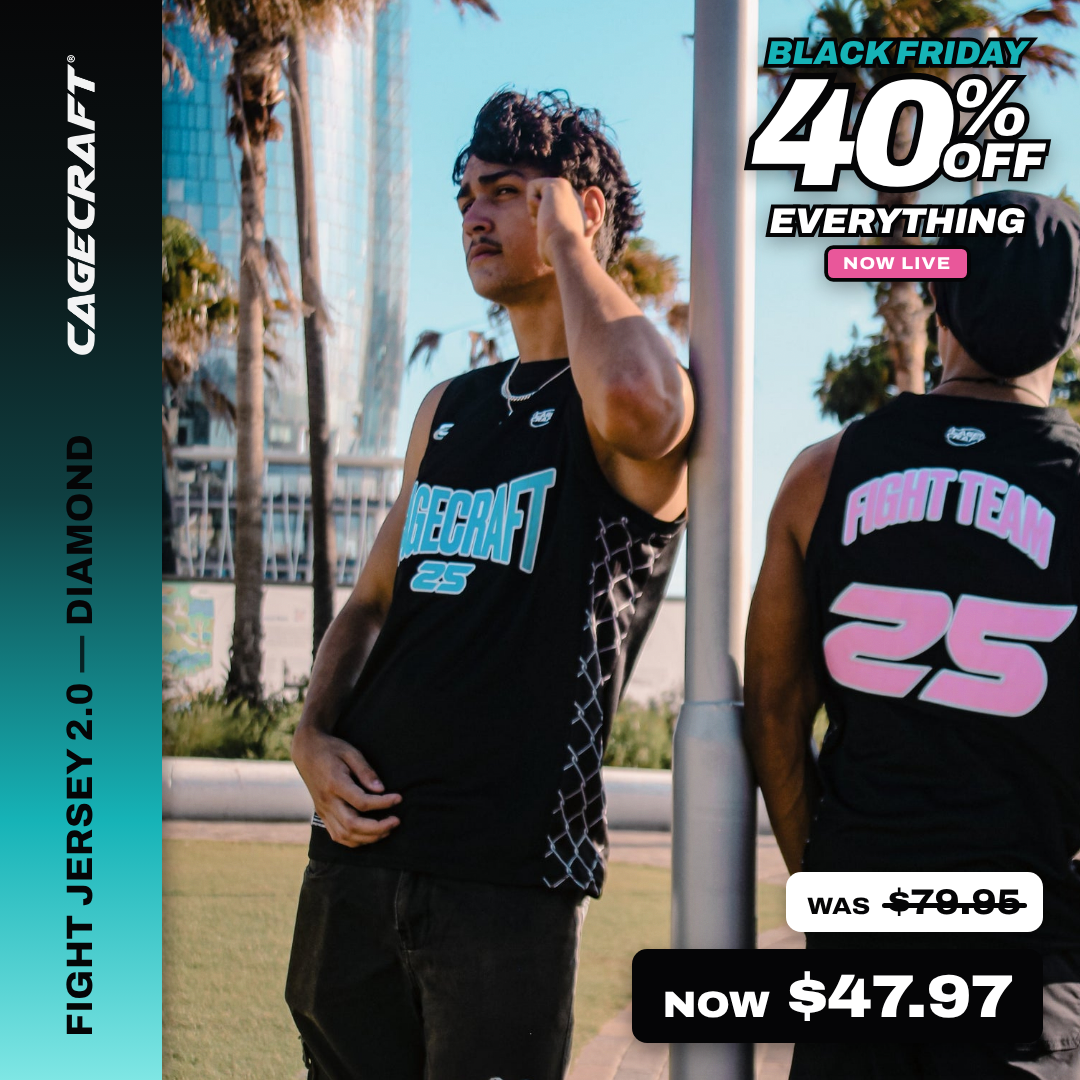 CAGECRAFT®
FIGHT JERSEY 2.0 — DIAMOND
BLACK FRIDAY
40% OFF
EVERYTHING
NOW LIVE
AGECRAFT
25
FIGHT TEAM
25
WAS $79.95
NOW $47.97